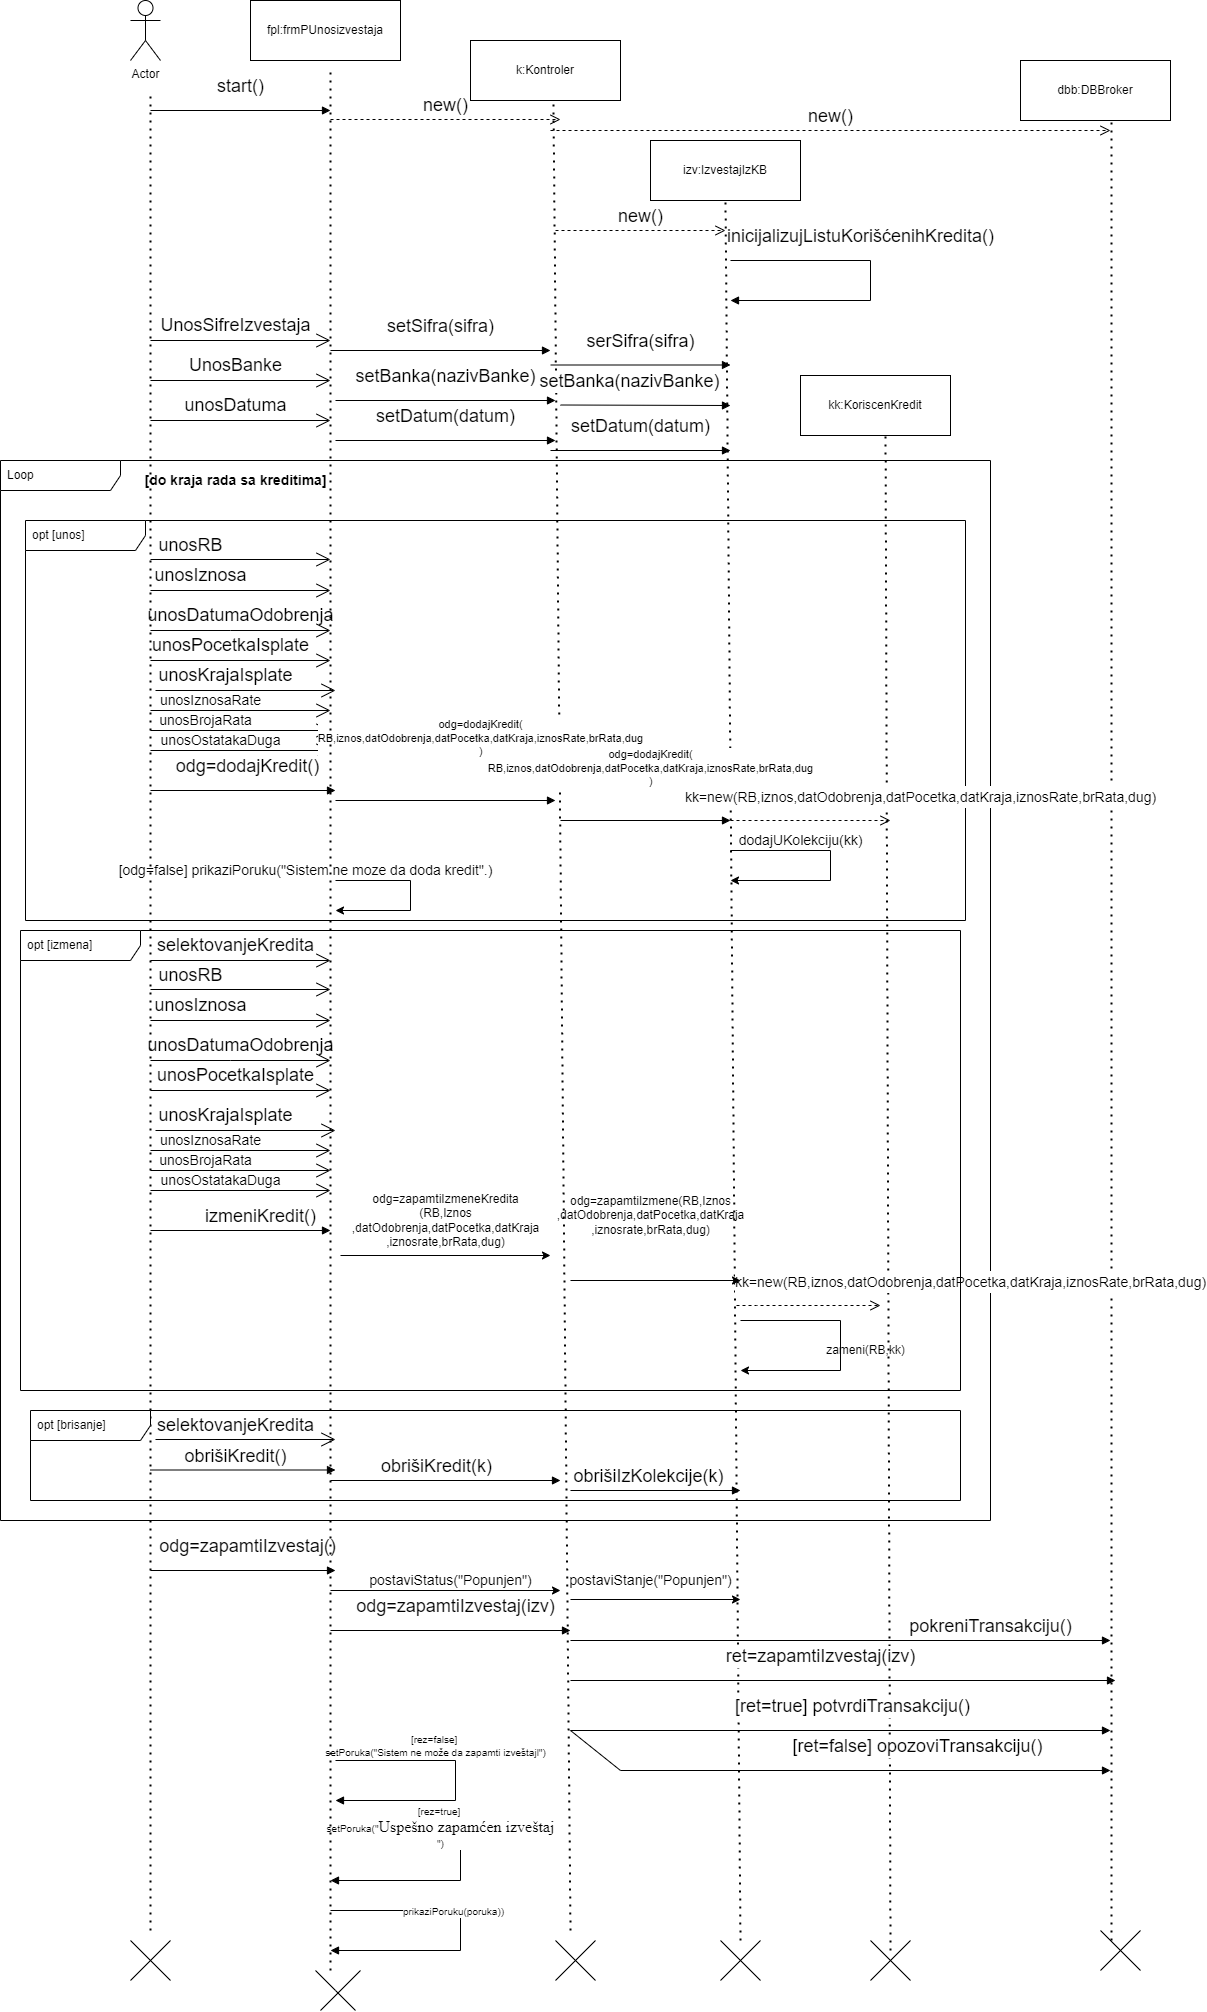 fpl:frmPUnosizvestaja
k:Kontroler
dbb:DBBroker
Actor
start()
new()
new()
izv:IzvestajIzKB
new()
inicijalizujListuKorišćenihKredita()
UnosSifreIzvestaja
setSifra(sifra)
serSifra(sifra)
UnosBanke
setBanka(nazivBanke)
setBanka(nazivBanke)
unosDatuma
setDatum(datum)
setDatum(datum)
kk:KoriscenKredit
Loop
[do kraja rada sa kreditima]
opt [unos]
unosRB
unosIznosa
unosDatumaOdobrenja
unosPocetkaIsplate
unosKrajaIsplate
unosIznosaRate
unosBrojaRata
unosOstatakaDuga
odg=dodajKredit(
RB,iznos,datOdobrenja,datPocetka,datKraja,iznosRate,brRata,dug
)
odg=dodajKredit(
RB,iznos,datOdobrenja,datPocetka,datKraja,iznosRate,brRata,dug
)
odg=dodajKredit()
kk=new(RB,iznos,datOdobrenja,datPocetka,datKraja,iznosRate,brRata,dug)
dodajUKolekciju(kk)
[odg=false] prikaziPoruku("Sistem ne moze da doda kredit".)
opt [izmena]
selektovanjeKredita
unosRB
unosIznosa
unosDatumaOdobrenja
unosPocetkaIsplate
unosKrajaIsplate
unosIznosaRate
unosBrojaRata
unosOstatakaDuga
izmeniKredit()
odg=zapamtiIzmeneKredita
(RB,Iznos
,datOdobrenja,datPocetka,datKraja
,iznosrate,brRata,dug)
odg=zapamtiIzmene(RB,Iznos
,datOdobrenja,datPocetka,datKraja
,iznosrate,brRata,dug)
kk=new(RB,iznos,datOdobrenja,datPocetka,datKraja,iznosRate,brRata,dug)
zameni(RB,kk)
opt [brisanje]
selektovanjeKredita
obrišiKredit()
obrišiKredit(k)
obrišiIzKolekcije(k)
odg=zapamtiIzvestaj()
postaviStatus("Popunjen")
postaviStanje("Popunjen")
odg=zapamtiIzvestaj(izv)
pokreniTransakciju()
ret=zapamtiIzvestaj(izv)
[ret=true] potvrdiTransakciju()
[ret=false] opozoviTransakciju()
[rez=false]
setPoruka("Sistem ne može da zapamti izveštajI")
[rez=true]
setPoruka("Uspešno zapamćen izveštaj
")
prikaziPoruku(poruka))